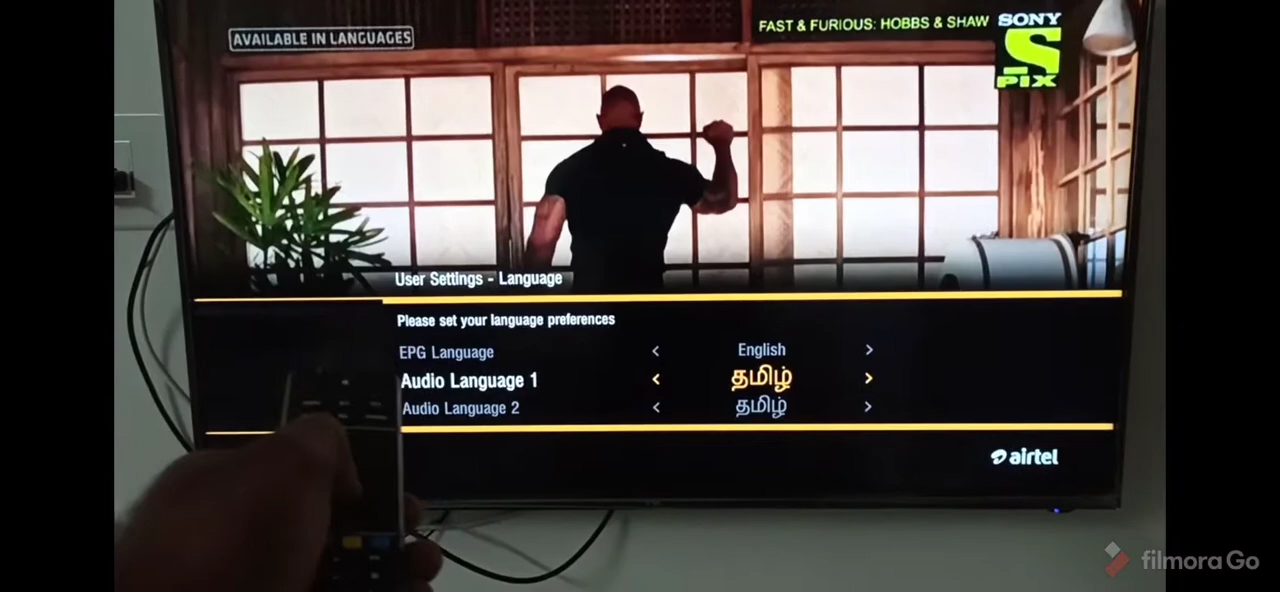 AVAILABLE IN LANGUAGES
FAST & FURIOUS: HOBBS & SHAW
SONY
S
PIX
User Settings - Language
Please set your language preferences
EPG Language < English >
Audio Language 1 < தமிழ் >
Audio Language 2 < தமிழ் >
airtel
filmoraGo